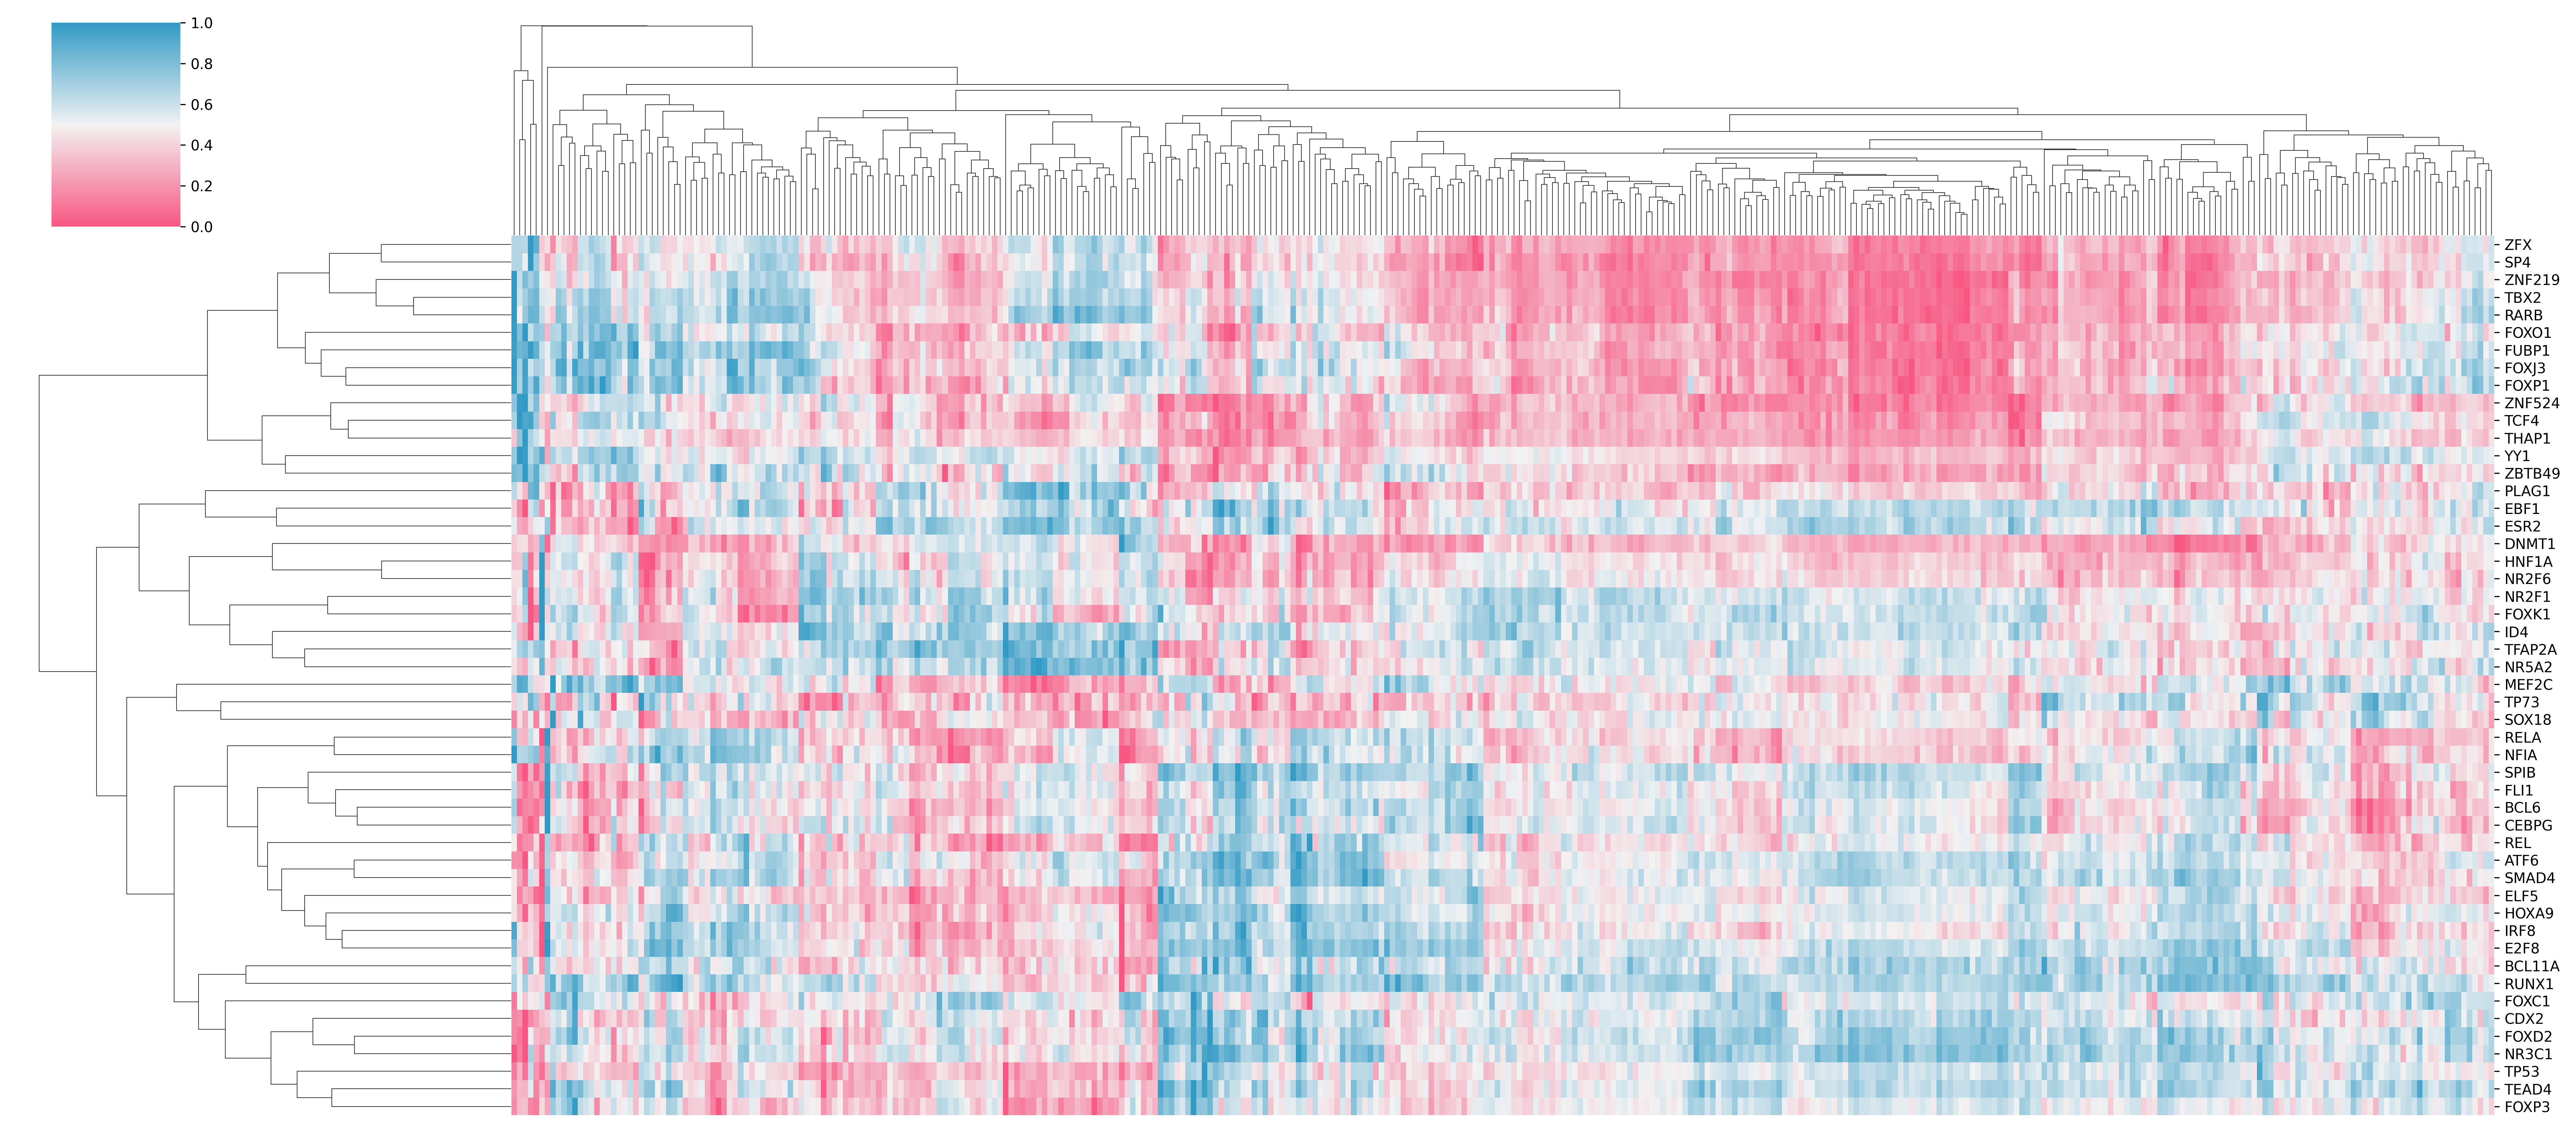 1.0
0.8
0.6
0.4
0.2
0.0
ZFX
SP4
ZNF219
TBX2
RARB
FOXO1
FUBP1
FOXJ3
FOXP1
ZNF524
TCF4
THAP1
YY1
ZBTB49
PLAG1
EBF1
ESR2
DNMT1
HNF1A
NR2F6
NR2F1
FOXK1
ID4
TFAP2A
NR5A2
MEF2C
TP73
SOX18
RELA
NFIA
SPIB
FLI1
BCL6
CEBPG
REL
ATF6
SMAD4
ELF5
HOXA9
IRF8
E2F8
BCL11A
RUNX1
FOXC1
CDX2
FOXD2
NR3C1
TP53
TEAD4
FOXP3